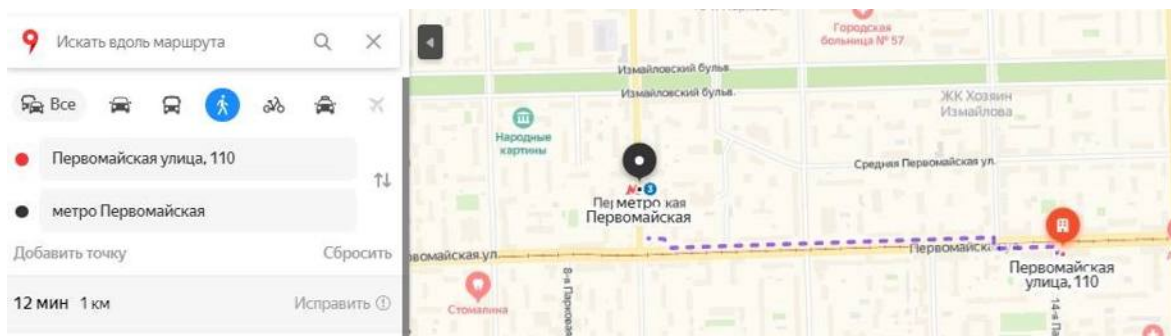 Искать вдоль маршрута
Все
Первомайская улица, 110
метро Первомайская
Добавить точку
Сбросить
12 мин 1 км
Исправить
Городская
больница № 57
Измайловский бульв.
Измайловский бульв.
ЖК Хозяин
Измайлова
Народные
картины
Средняя Первомайская ул.
3
метро
Первомайская
Первомайск
вомайская ул.
Первомайская
улица, 110
8-я Парковая
Стомалина
14-я Па